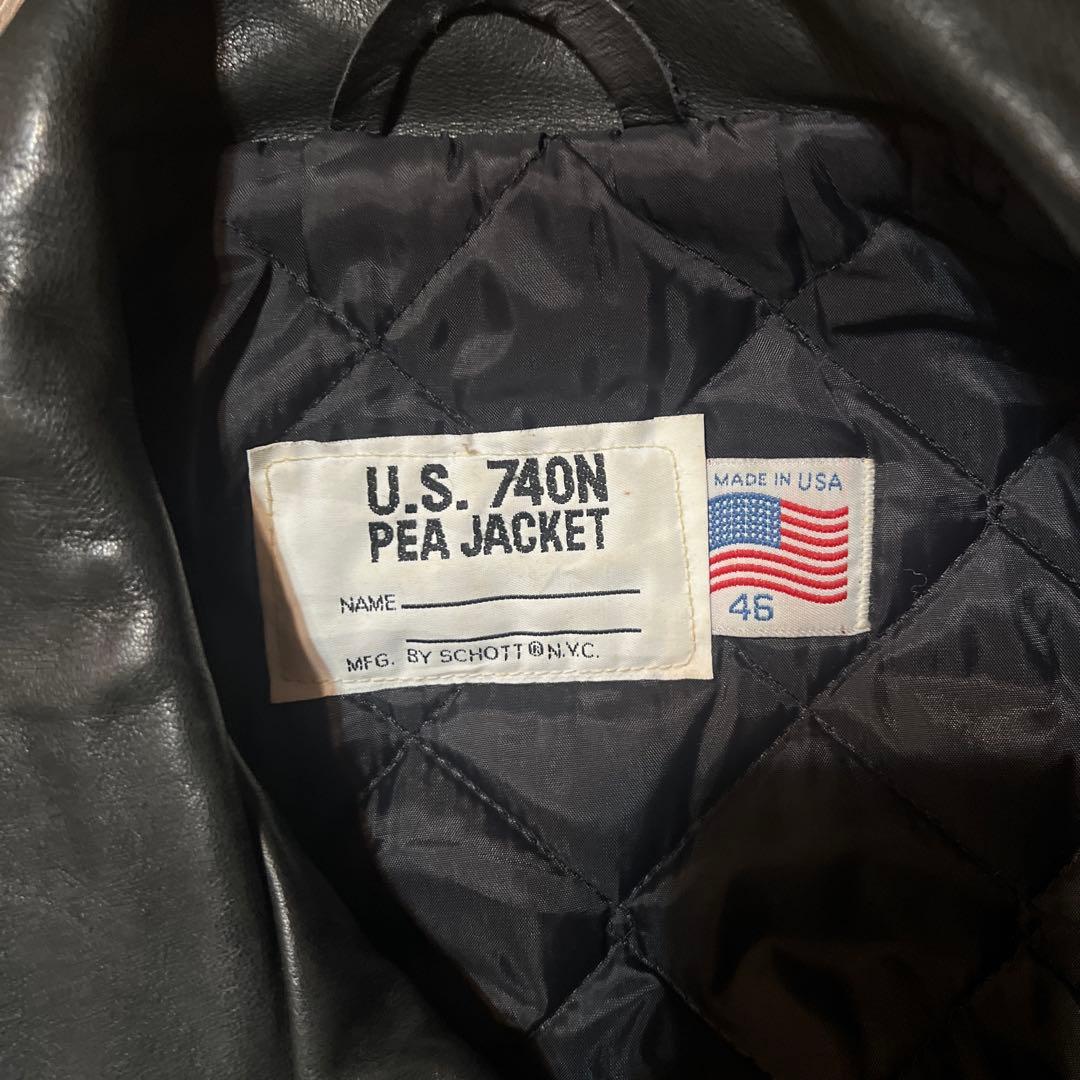 U.S. 740N
PEA JACKET
NAME
MFG. BY SCHOTT® N.Y.C.
MADE IN USA
46